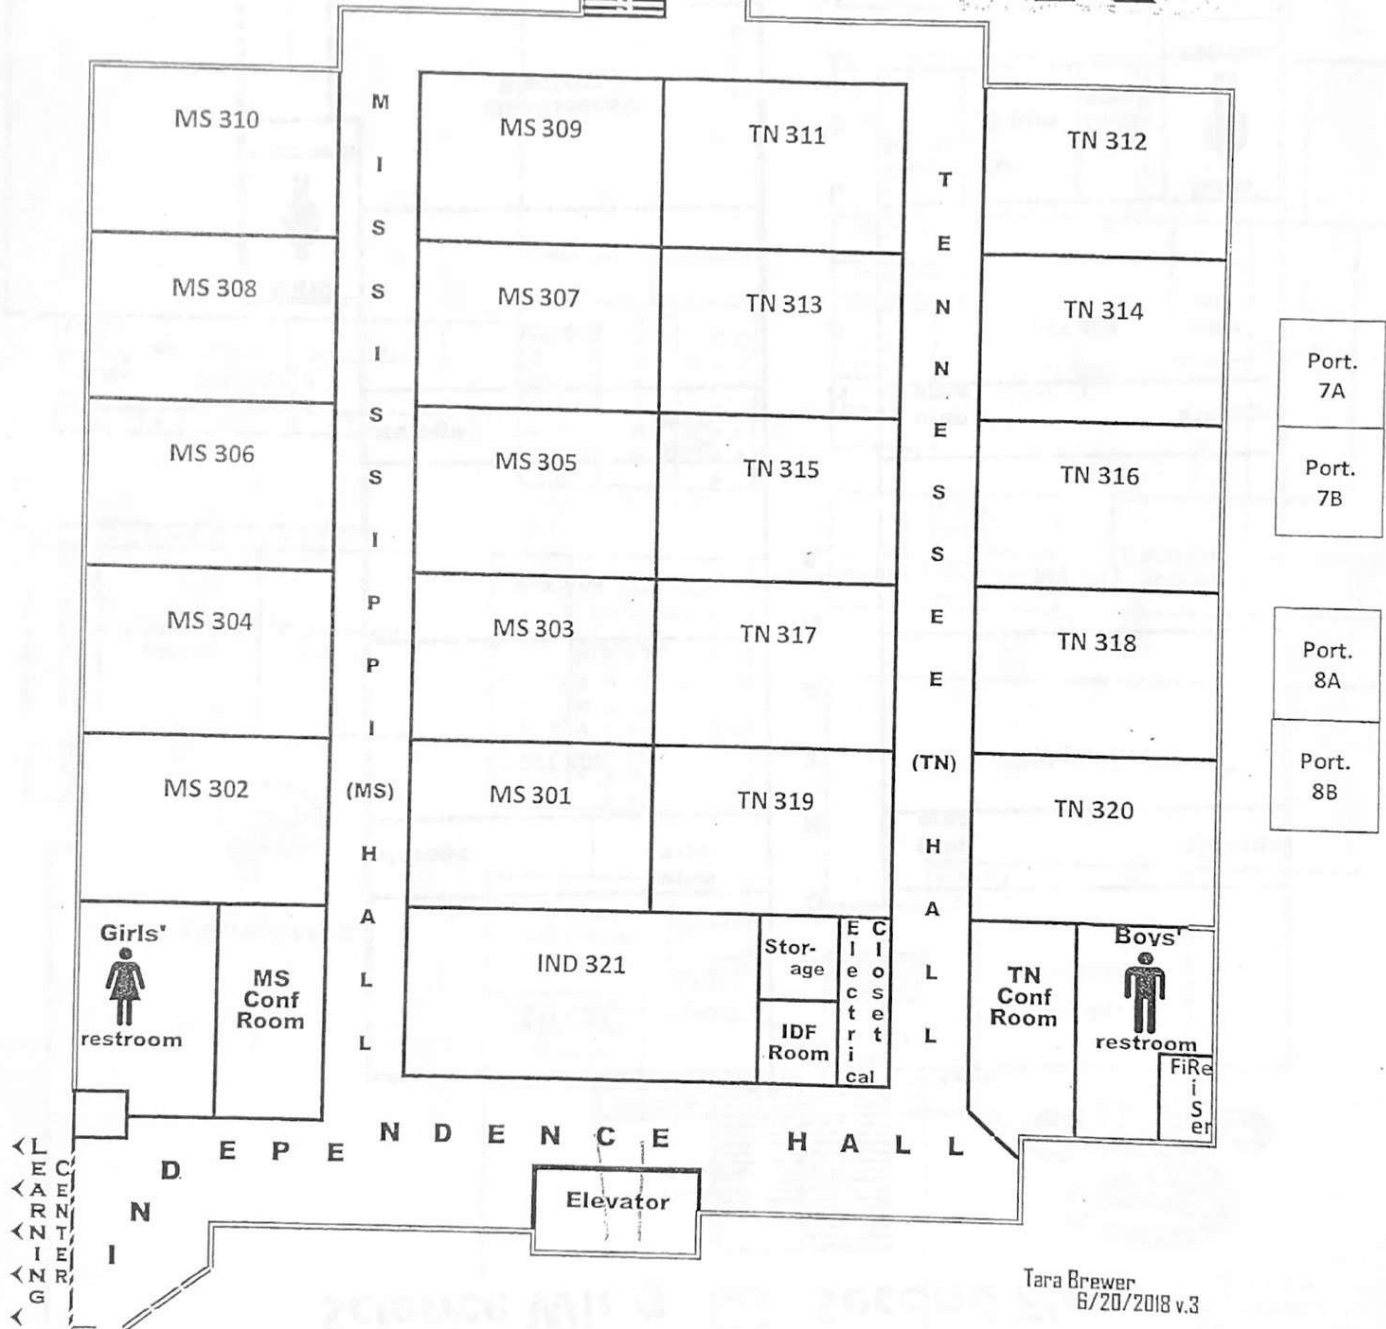 MS 310
MS 309
TN 311
TN 312
MS 308
MS 307
TN 313
TN 314
MS 306
MS 305
TN 315
TN 316
MS 304
MS 303
TN 317
TN 318
MS 302
MS 301
TN 319
TN 320
MISSISSIPPI (MS) HALL
TENNESSEE (TN) HALL
Port.
7A
Port.
7B
Port.
8A
Port.
8B
Girls'
restroom
MS
Conf
Room
IND 321
Stor-
age
IDF
Room
Electrical
Closet
TN
Conf
Room
Boys'
restroom
FiRe
i
S
er
INDEPENDENCE HALL
Elevator
LEARNING
CENTER
Tara Brewer
6/20/2018 v.3